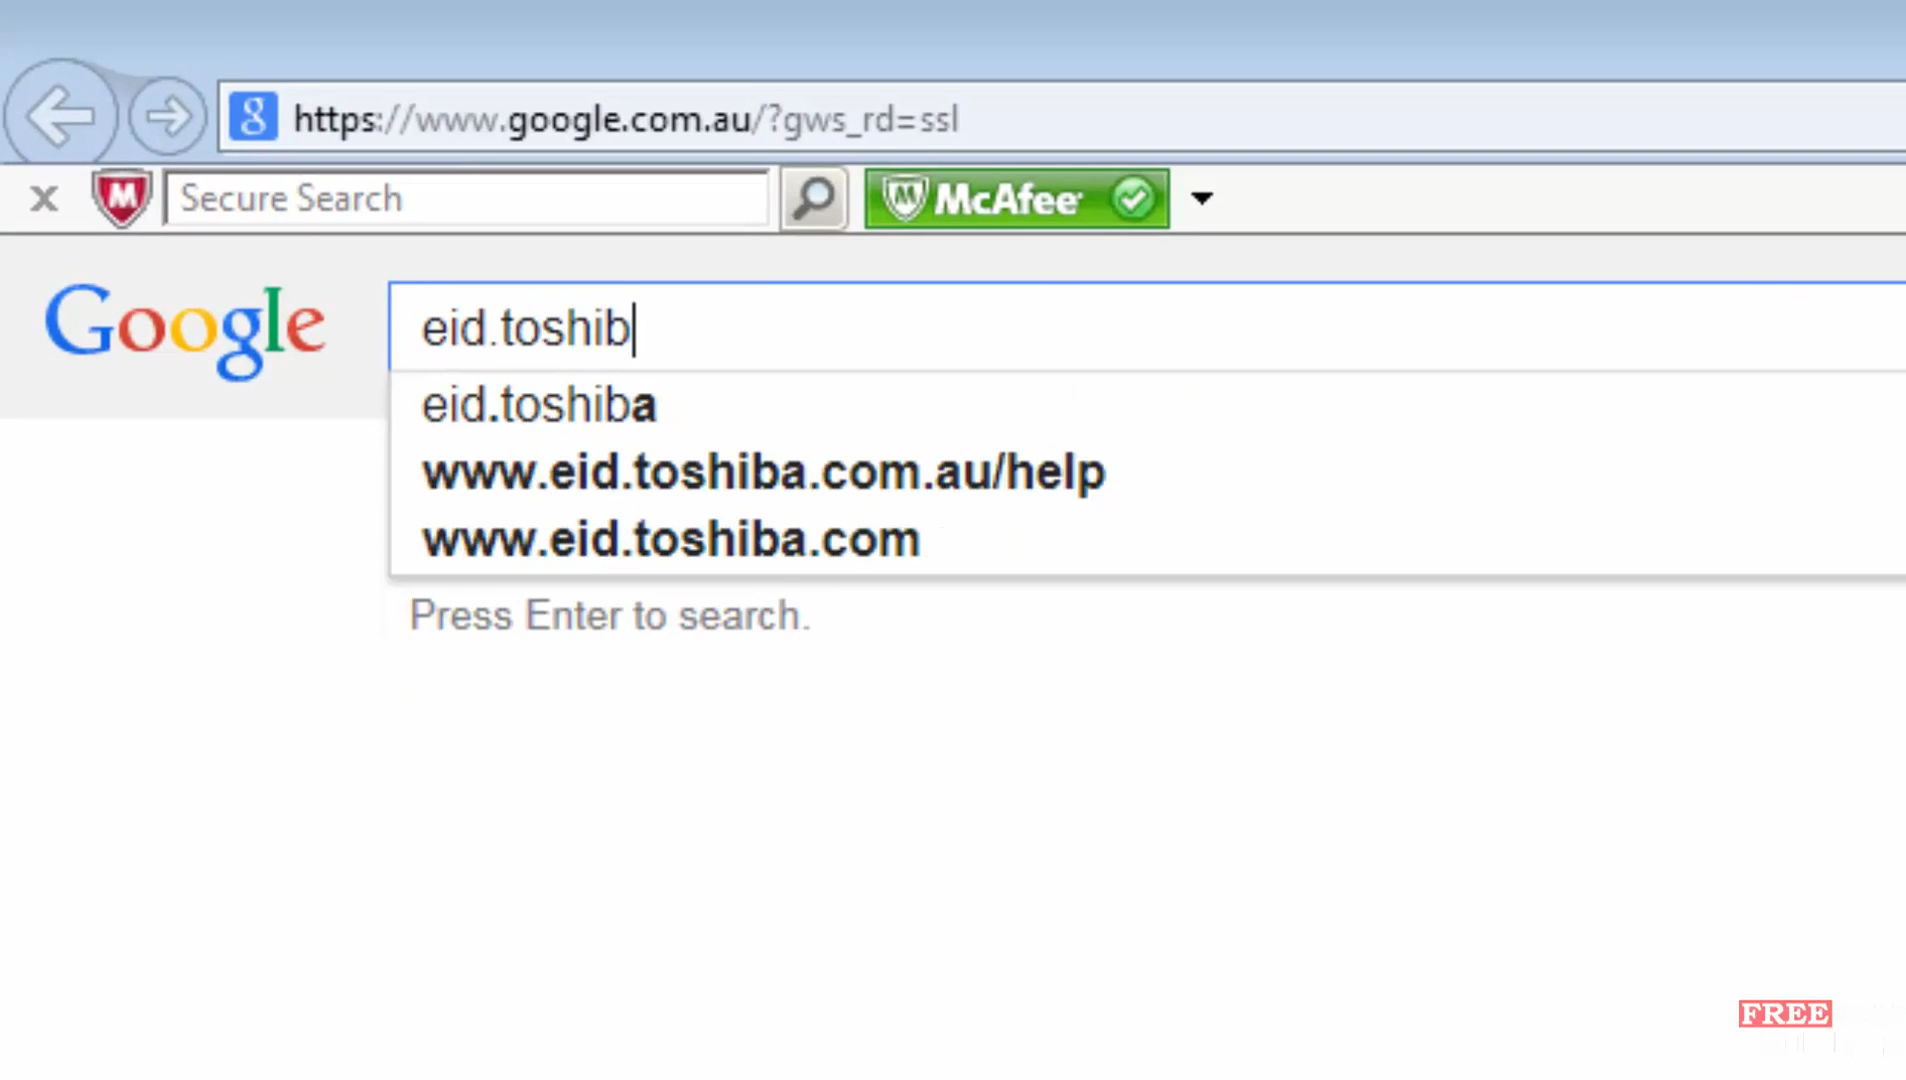 https://www.google.com.au/?gws_rd=ssl
Secure Search
McAfee
Google
eid.toshib
eid.toshiba
www.eid.toshiba.com.au/help
www.eid.toshiba.com
Press Enter to search.
FREE